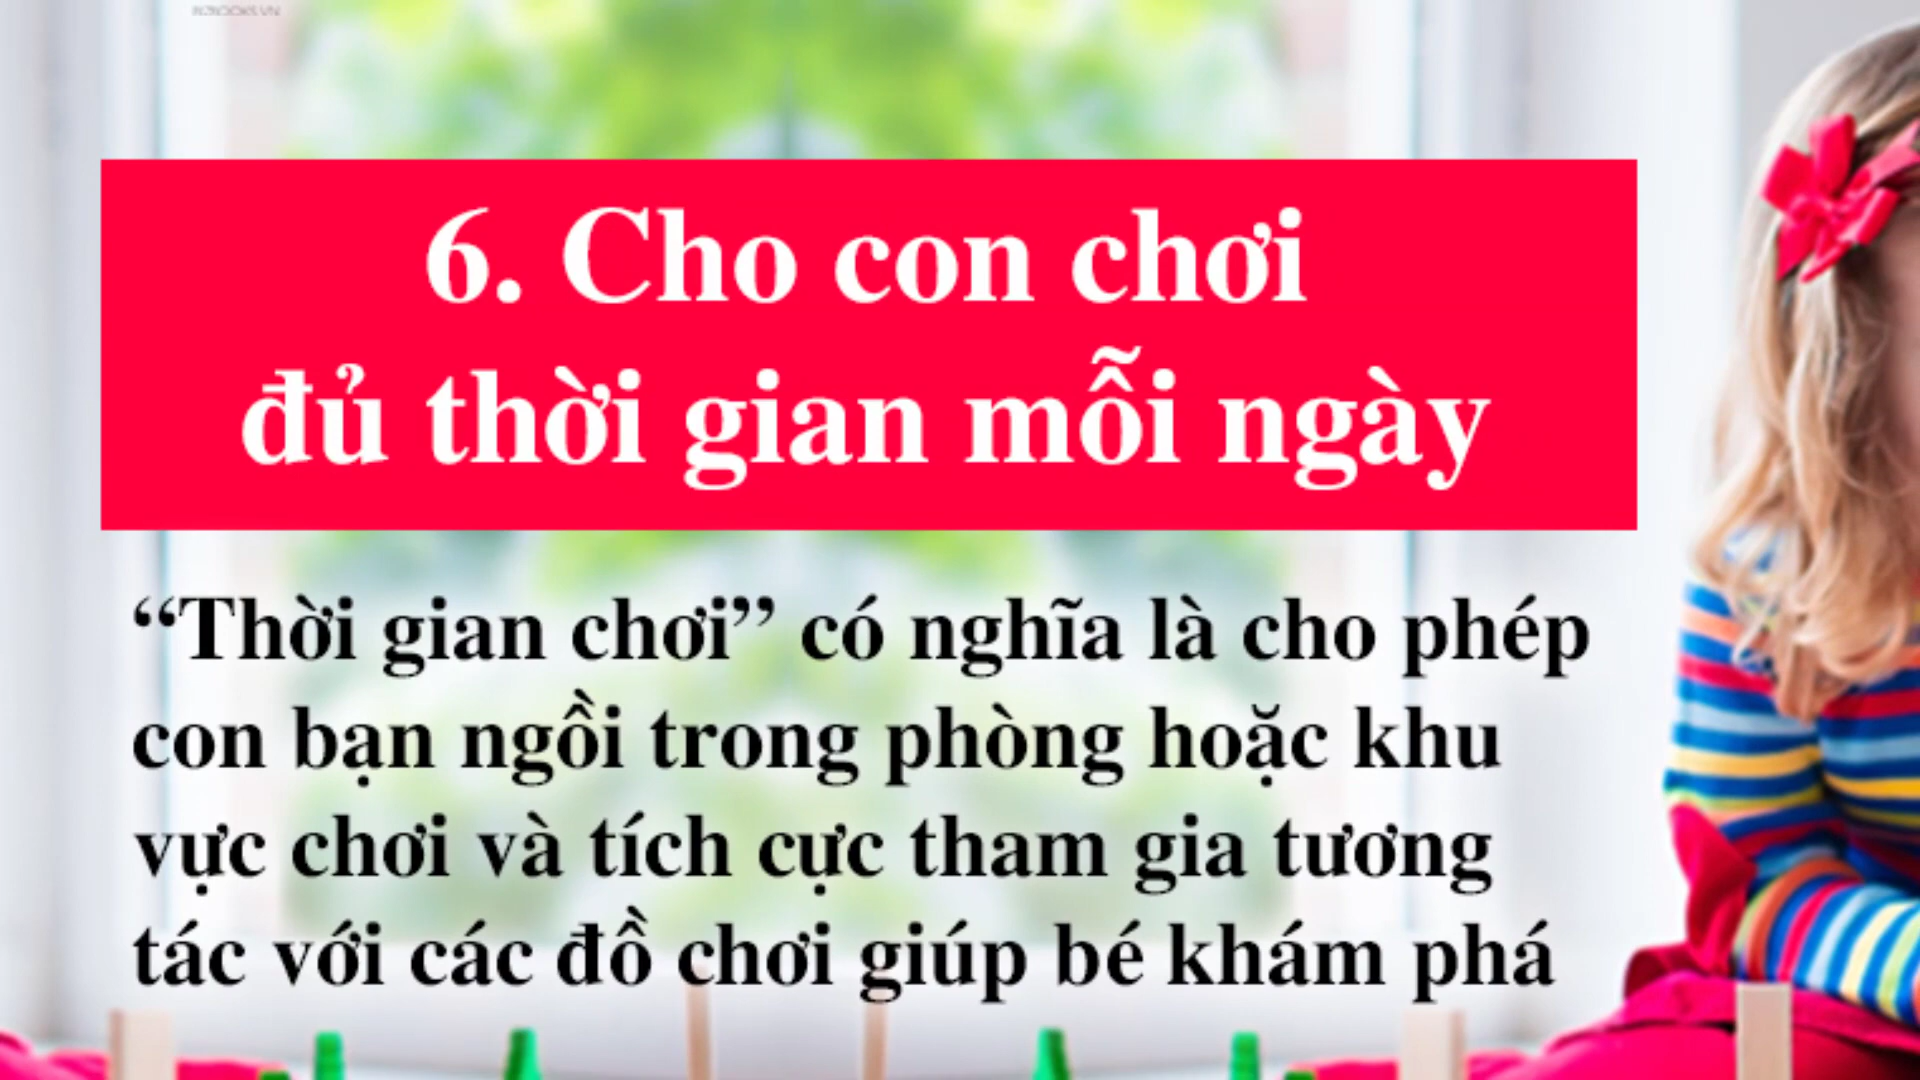 BIZBOOKS.VN
6. Cho con chơi
đủ thời gian mỗi ngày
“Thời gian chơi” có nghĩa là cho phép
con bạn ngồi trong phòng hoặc khu
vực chơi và tích cực tham gia tương
tác với các đồ chơi giúp bé khám phá